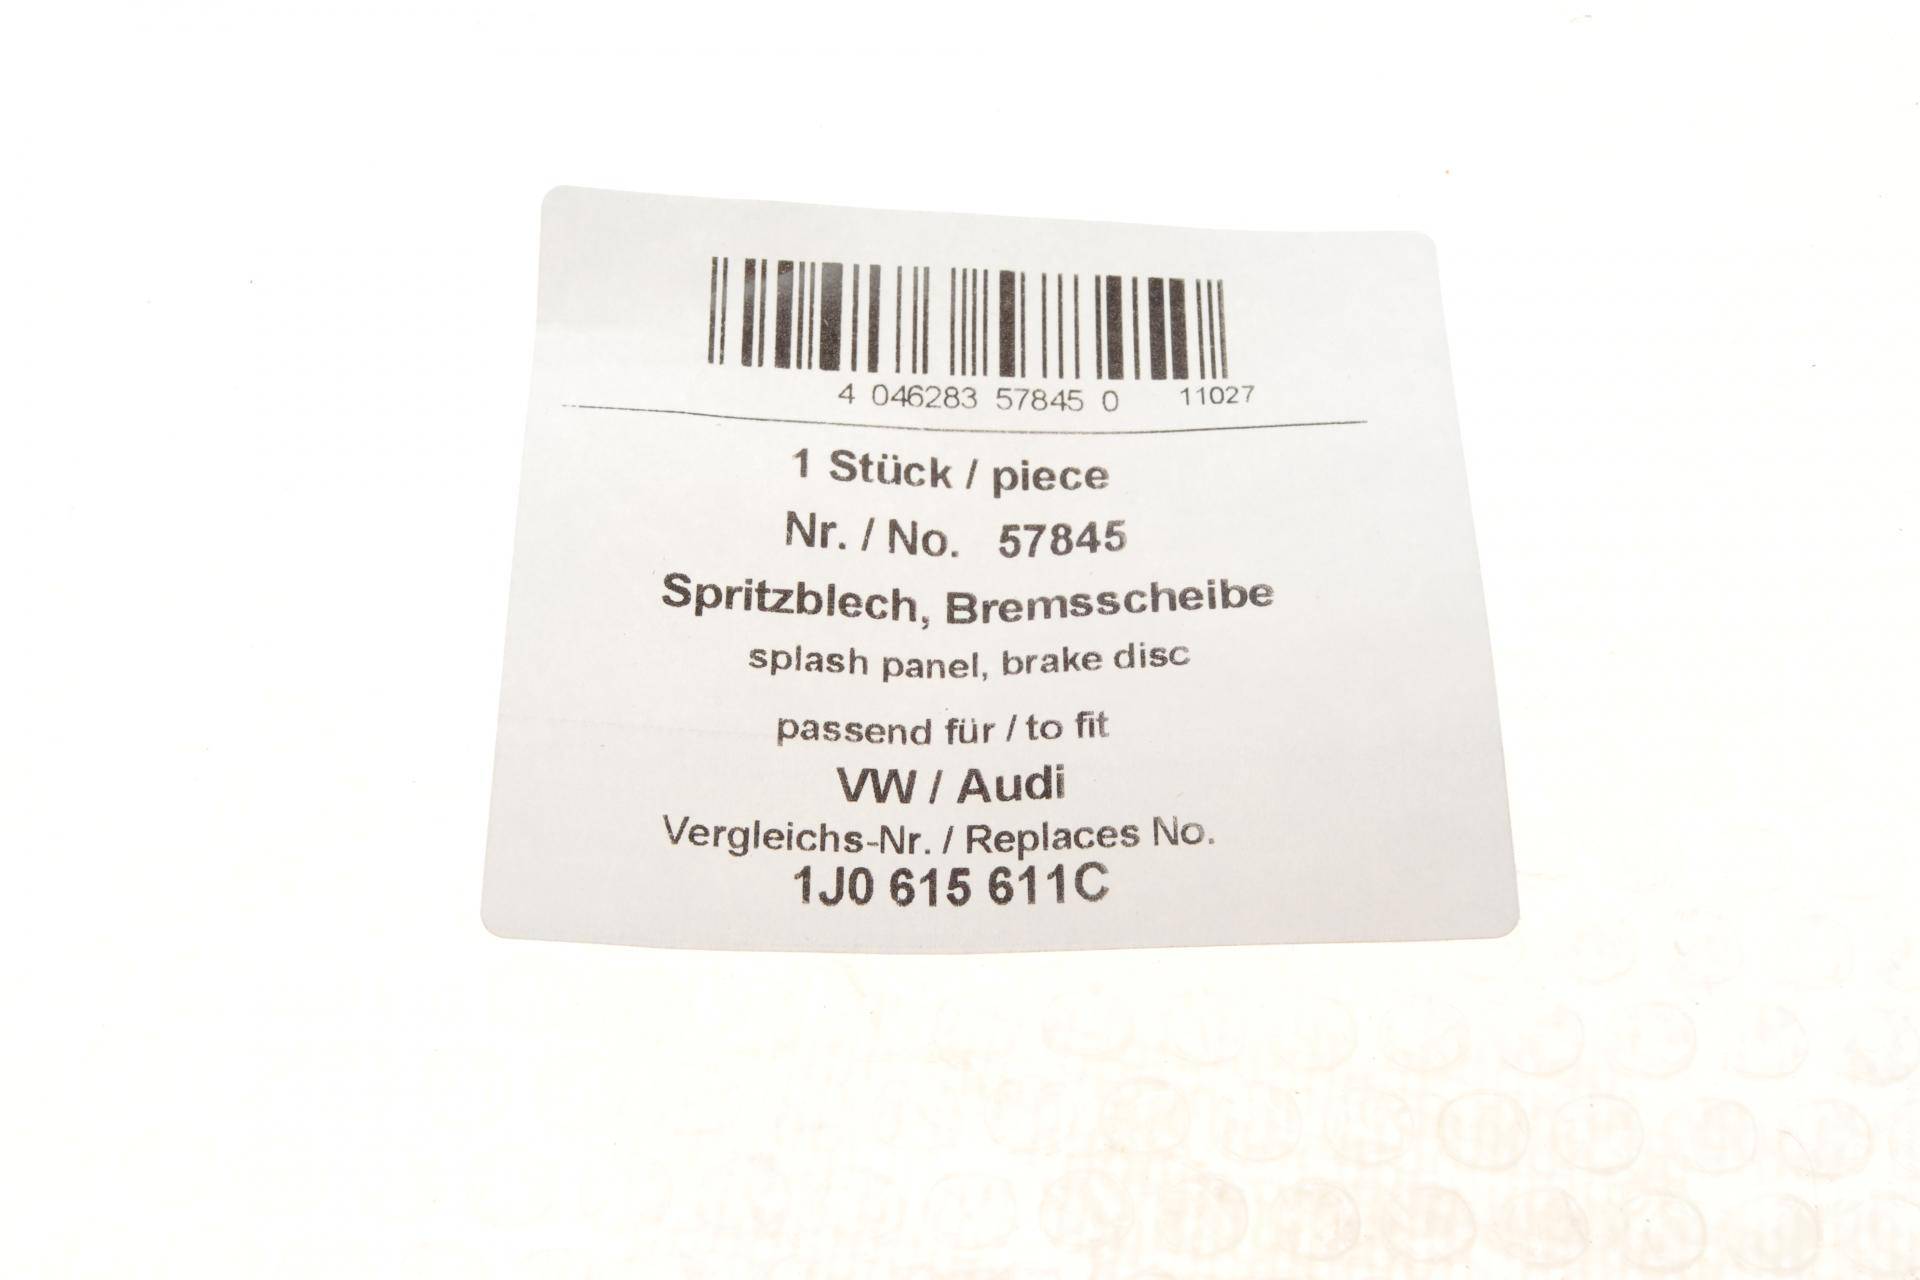 4 046283 57845 0 11027
1 Stück / piece
Nr. / No. 57845
Spritzblech, Bremsscheibe
splash panel, brake disc
passend für / to fit
VW / Audi
Vergleichs-Nr. / Replaces No.
1J0 615 611C